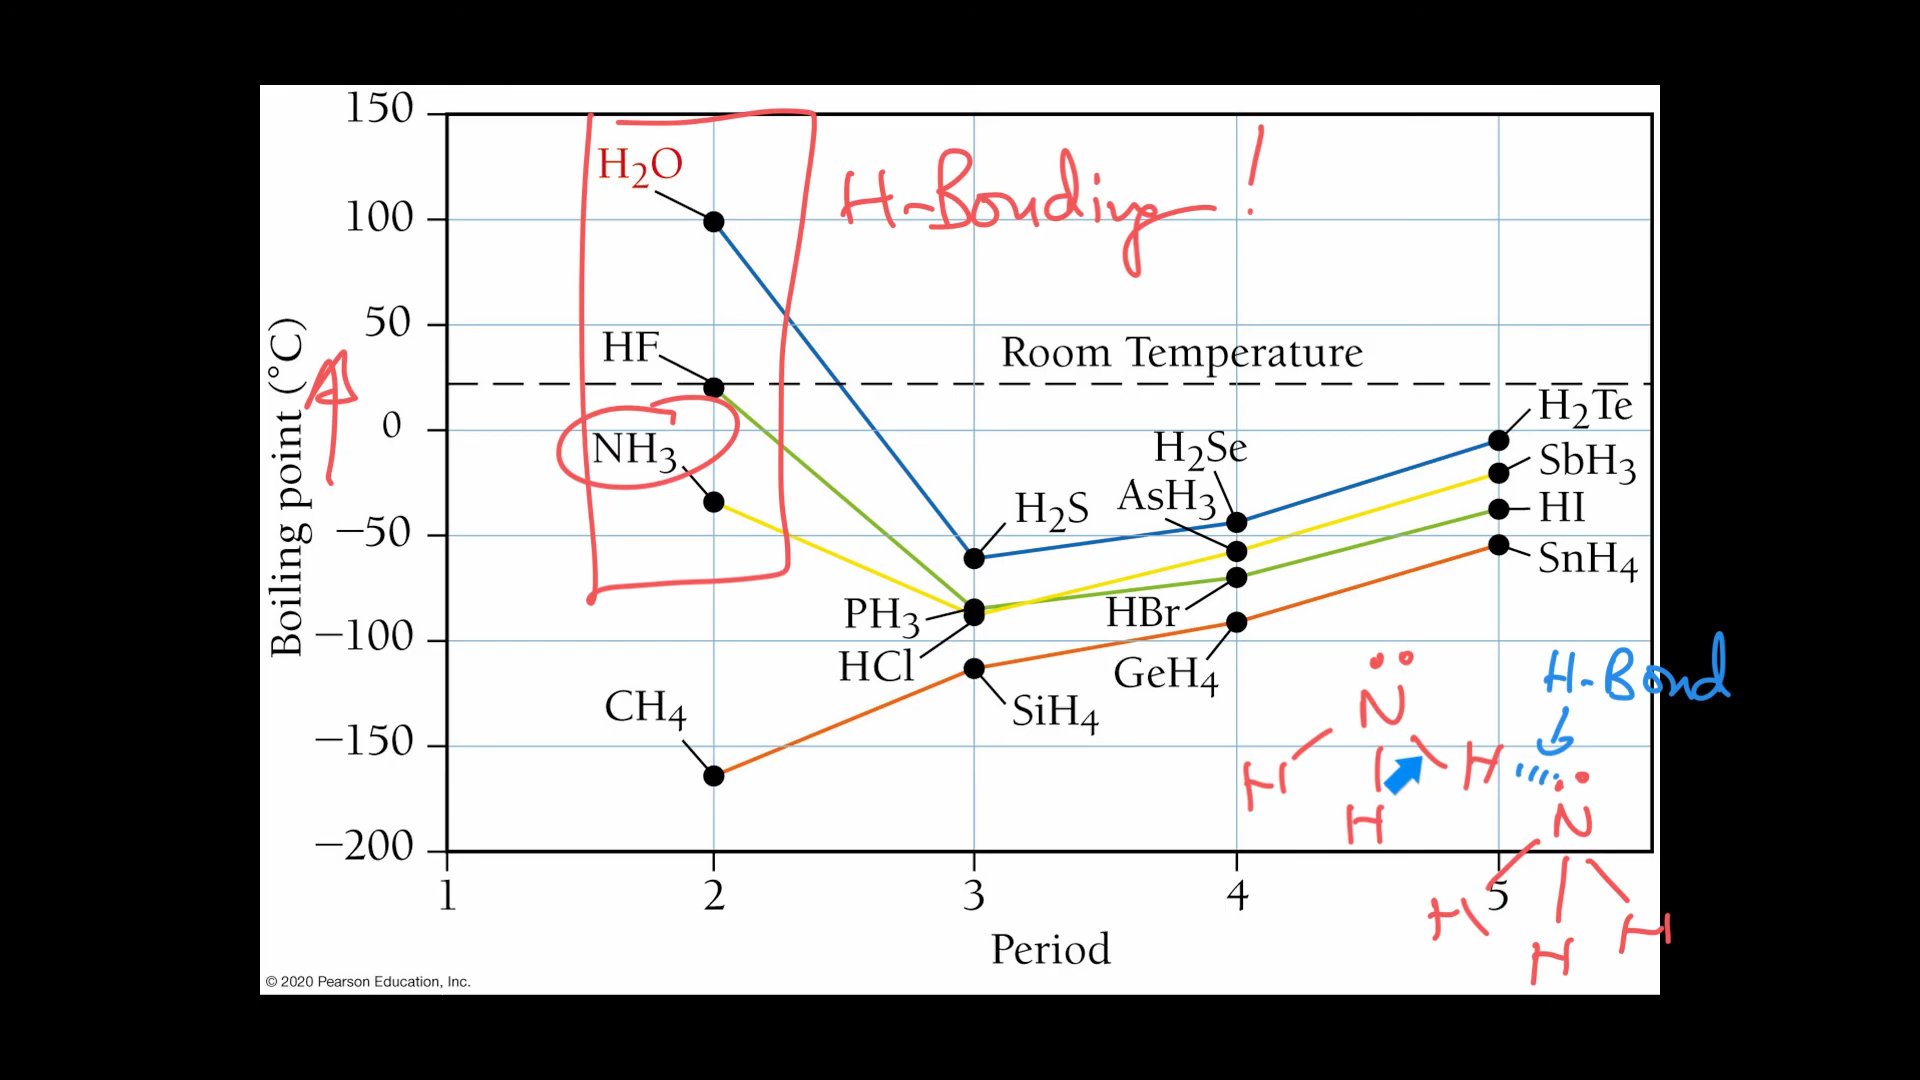 150
H₂O
H-Bonding!
100
50
HF
Room Temperature
Boiling point (°C)
0
NH₃
H₂Te
H₂Se
SbH₃
AsH₃
H₂S
HI
−50
SnH₄
PH₃
HBr
−100
HCl
GeH₄
H-Bond
CH₄
SiH₄
N
−150
H
H
H
N
−200
1
2
3
4
5
H
H
H
Period
© 2020 Pearson Education, Inc.